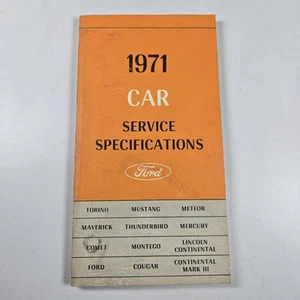 1971
CAR
SERVICE
SPECIFICATIONS
Ford
TORINO MUSTANG METEOR
MAVERICK THUNDERBIRD MERCURY
COMET MONTEGO LINCOLN
CONTINENTAL
FORD COUGAR CONTINENTAL
MARK III